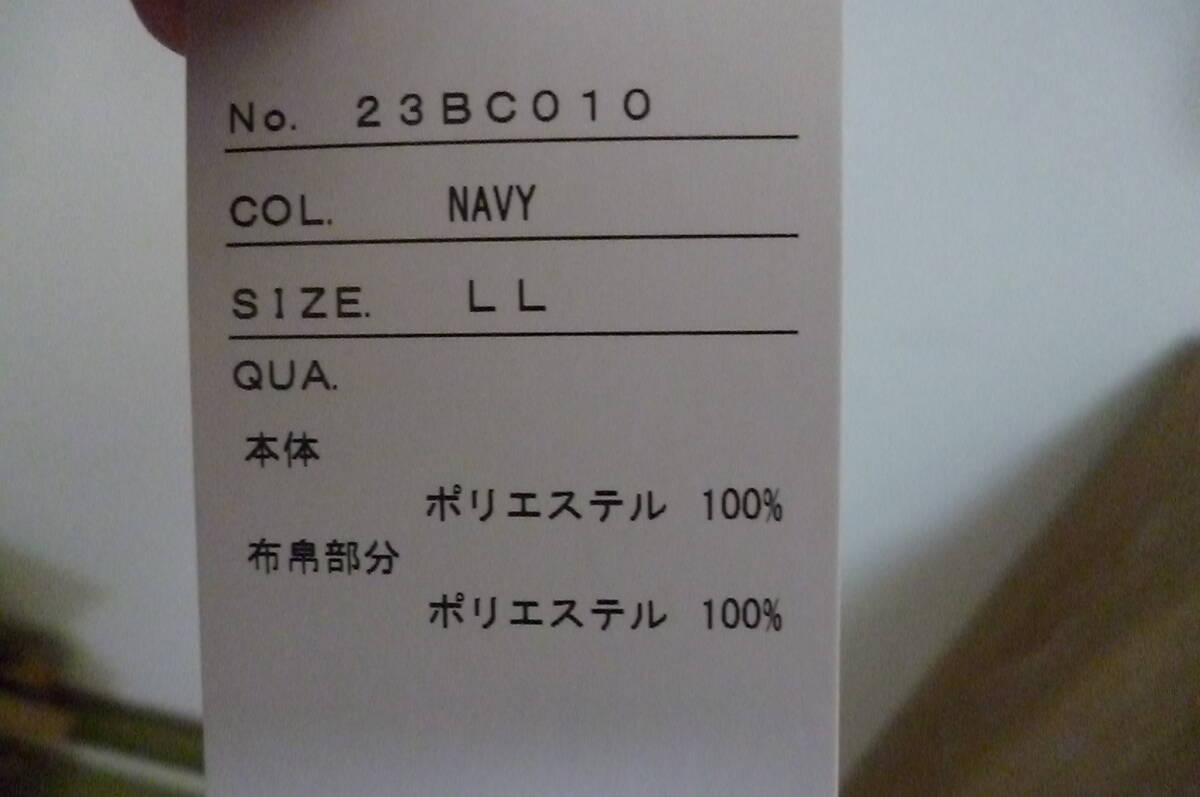 No. 23BC010
COL. NAVY
SIZE. LL
QUA.
本体
ポリエステル 100%
布帛部分
ポリエステル 100%